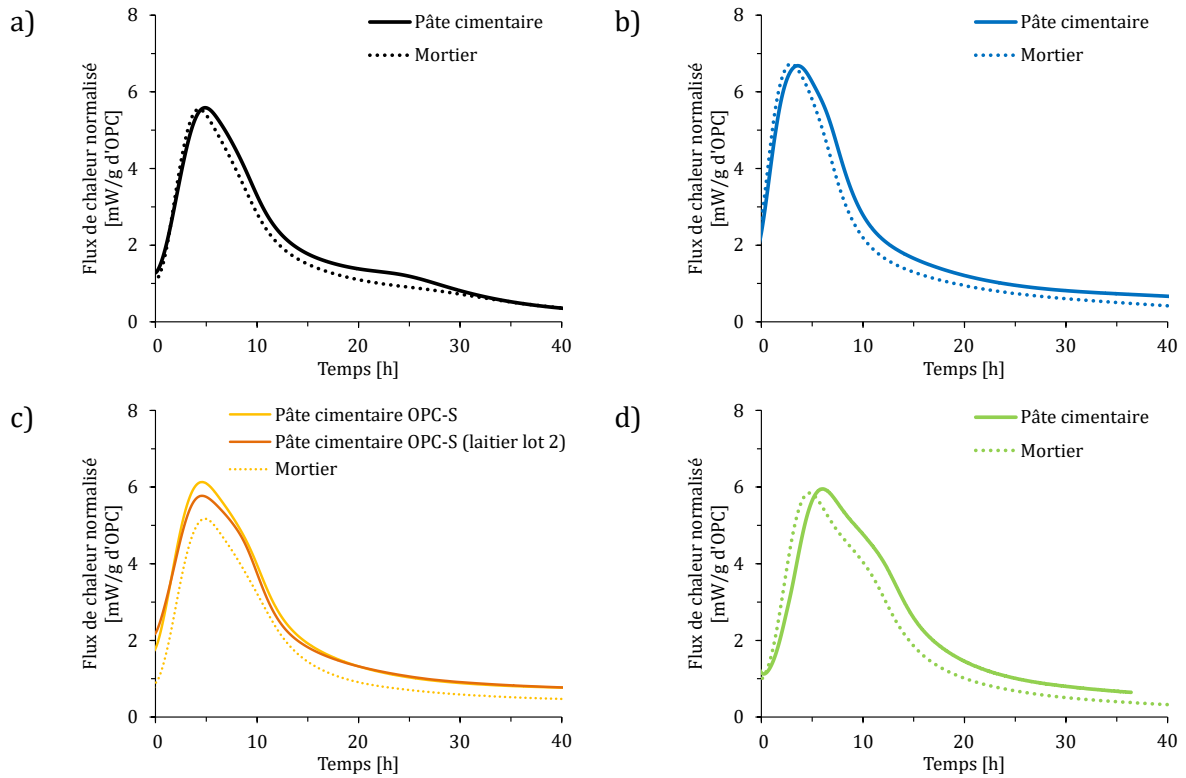 a)
Pâte cimentaire
Mortier
Flux de chaleur normalisé
[mW/g d'OPC]
8
6
4
2
0
0 10 20 30 40
Temps [h]
b)
Pâte cimentaire
Mortier
Flux de chaleur normalisé
[mW/g d'OPC]
8
6
4
2
0
0 10 20 30 40
Temps [h]
c)
Pâte cimentaire OPC-S
Pâte cimentaire OPC-S (laitier lot 2)
Mortier
Flux de chaleur normalisé
[mW/g d'OPC]
8
6
4
2
0
0 10 20 30 40
Temps [h]
d)
Pâte cimentaire
Mortier
Flux de chaleur normalisé
[mW/g d'OPC]
8
6
4
2
0
0 10 20 30 40
Temps [h]